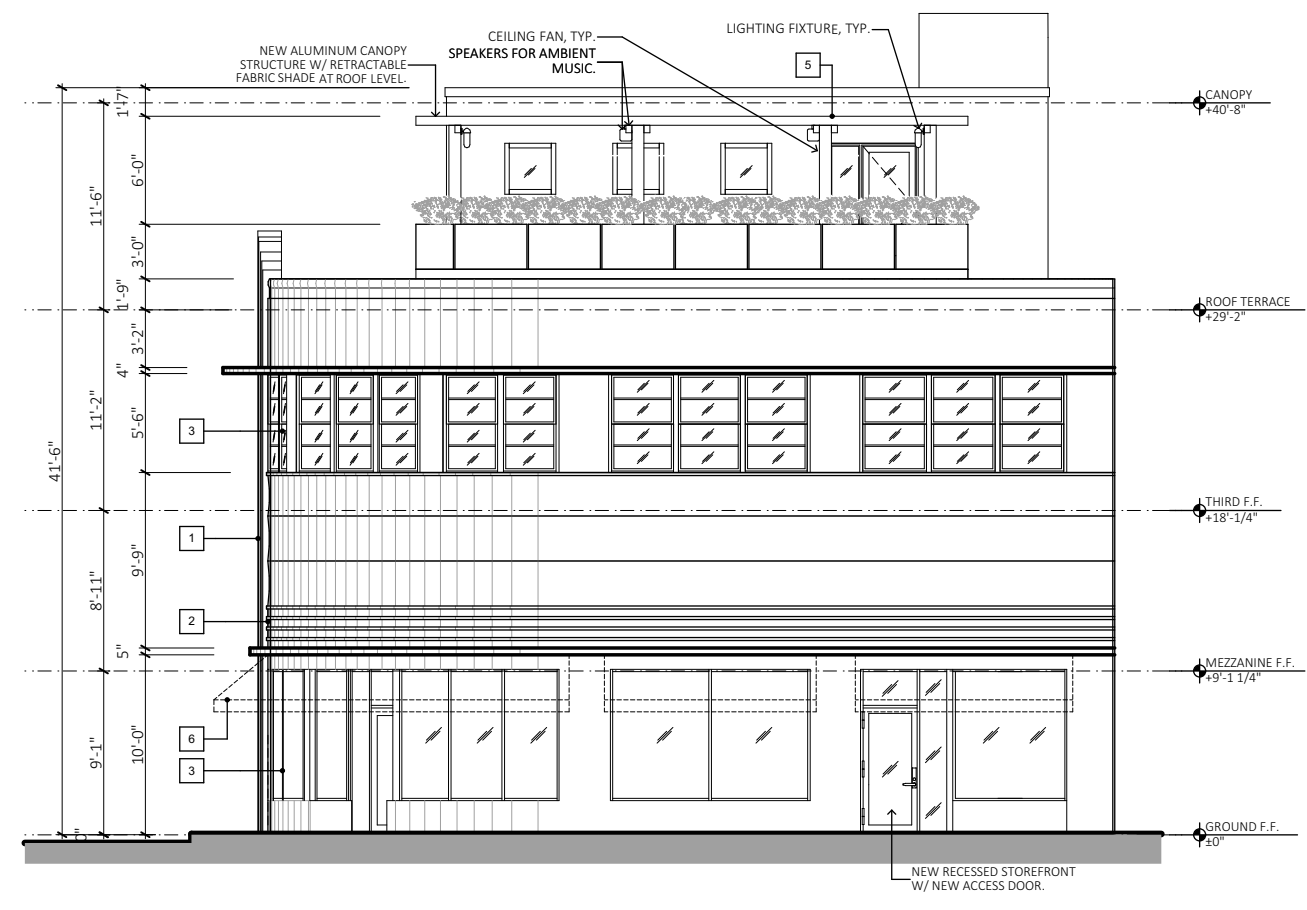 LIGHTING FIXTURE, TYP.
CEILING FAN, TYP.
SPEAKERS FOR AMBIENT
MUSIC.
NEW ALUMINUM CANOPY
STRUCTURE W/ RETRACTABLE
FABRIC SHADE AT ROOF LEVEL.
5
CANOPY
+40'-8"
1'-7"
6'-0"
11'-6"
3'-0"
1'-9"
ROOF TERRACE
+29'-2"
3'-2"
4"
11'-2"
5'-6"
3
41'-6"
THIRD F.F.
+18'-1/4"
1
9'-9"
8'-11"
2
5"
MEZZANINE F.F.
+9'-1 1/4"
6
3
9'-1"
10'-0"
GROUND F.F.
±0"
NEW RECESSED STOREFRONT
W/ NEW ACCESS DOOR.